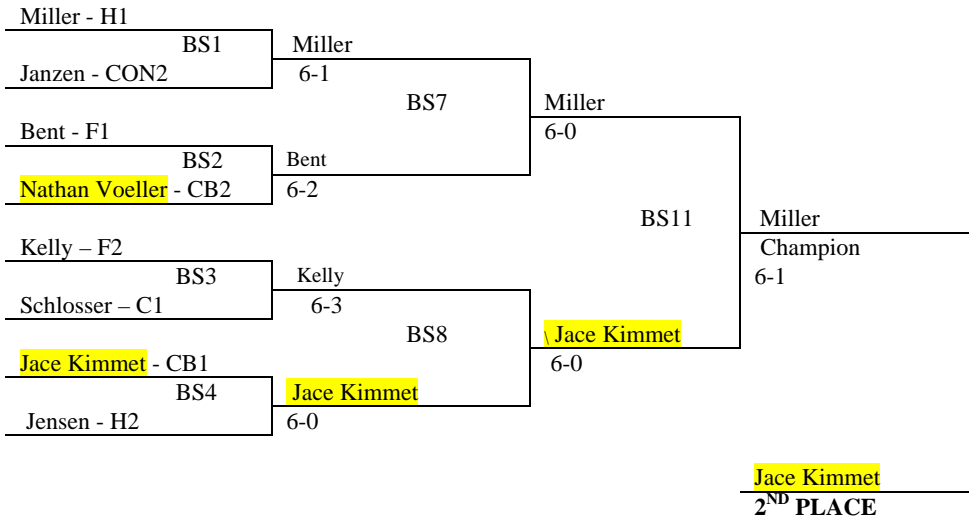 Miller - H1
BS1
Miller
Janzen - CON2
6-1
BS7
Miller
Bent - F1
6-0
BS2
Bent
Nathan Voeller - CB2
6-2
BS11
Miller
Kelly – F2
Champion
BS3
Kelly
6-1
Schlosser – C1
6-3
BS8
\ Jace Kimmet
Jace Kimmet - CB1
6-0
BS4
Jace Kimmet
Jensen - H2
6-0
Jace Kimmet
2ND PLACE